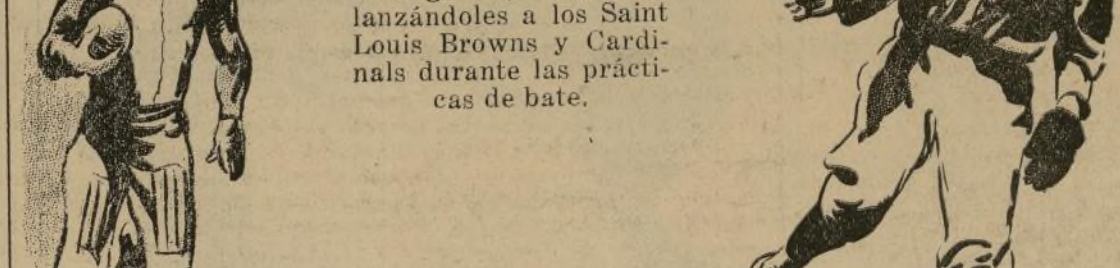 lanzándoles a los Saint
Louis Browns y Cardi-
nals durante las prácti-
cas de bate.